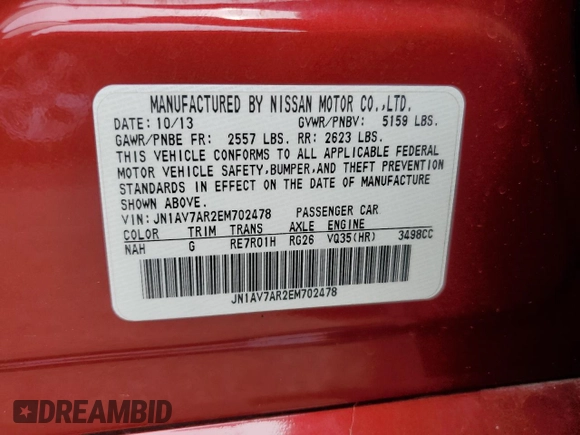 MANUFACTURED BY NISSAN MOTOR CO.,LTD.
DATE: 10/13 GVWR/PNBV: 5159 LBS.
GAWR/PNBE FR: 2557 LBS. RR: 2623 LBS.
THIS VEHICLE CONFORMS TO ALL APPLICABLE FEDERAL
MOTOR VEHICLE SAFETY,BUMPER,AND THEFT PREVENTION
STANDARDS IN EFFECT ON THE DATE OF MANUFACTURE
SHOWN ABOVE.
VIN: JN1AV7AR2EM702478 PASSENGER CAR
COLOR TRIM TRANS AXLE ENGINE
NAH G RE7R01H RG26 VQ35(HR) 3498CC
JN1AV7AR2EM702478
DREAMBID